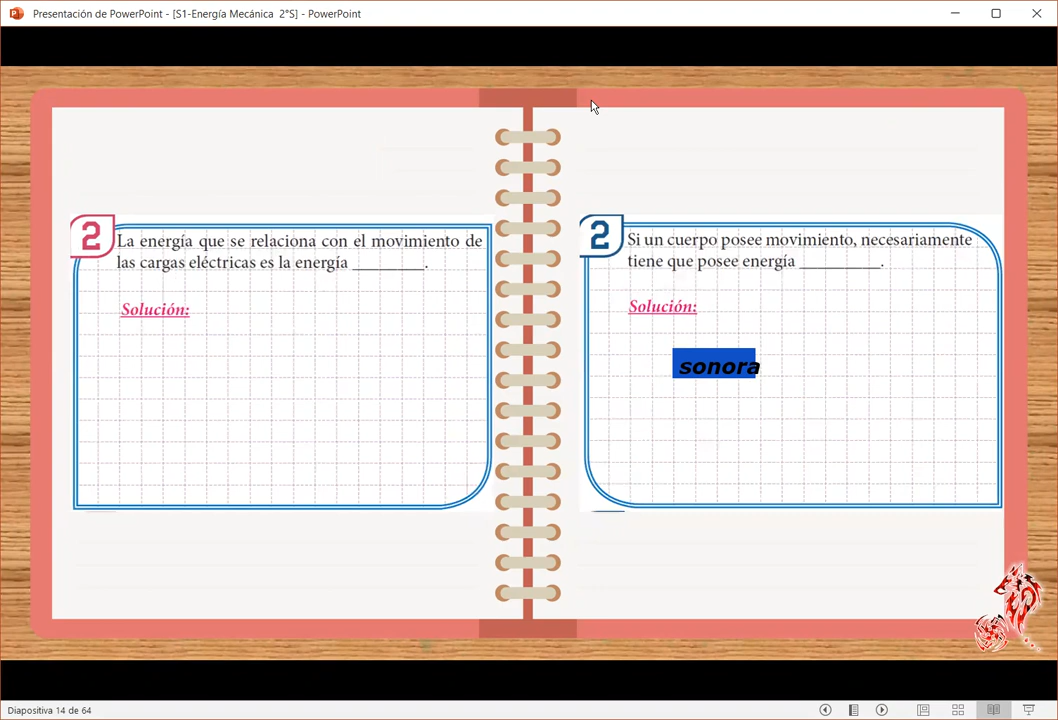 Presentación de PowerPoint - [S1-Energía Mecánica 2°S] - PowerPoint
2
La energía que se relaciona con el movimiento de
las cargas eléctricas es la energía _________.
Solución:
2
Si un cuerpo posee movimiento, necesariamente
tiene que posee energía __________.
Solución:
sonora
Diapositiva 14 de 64